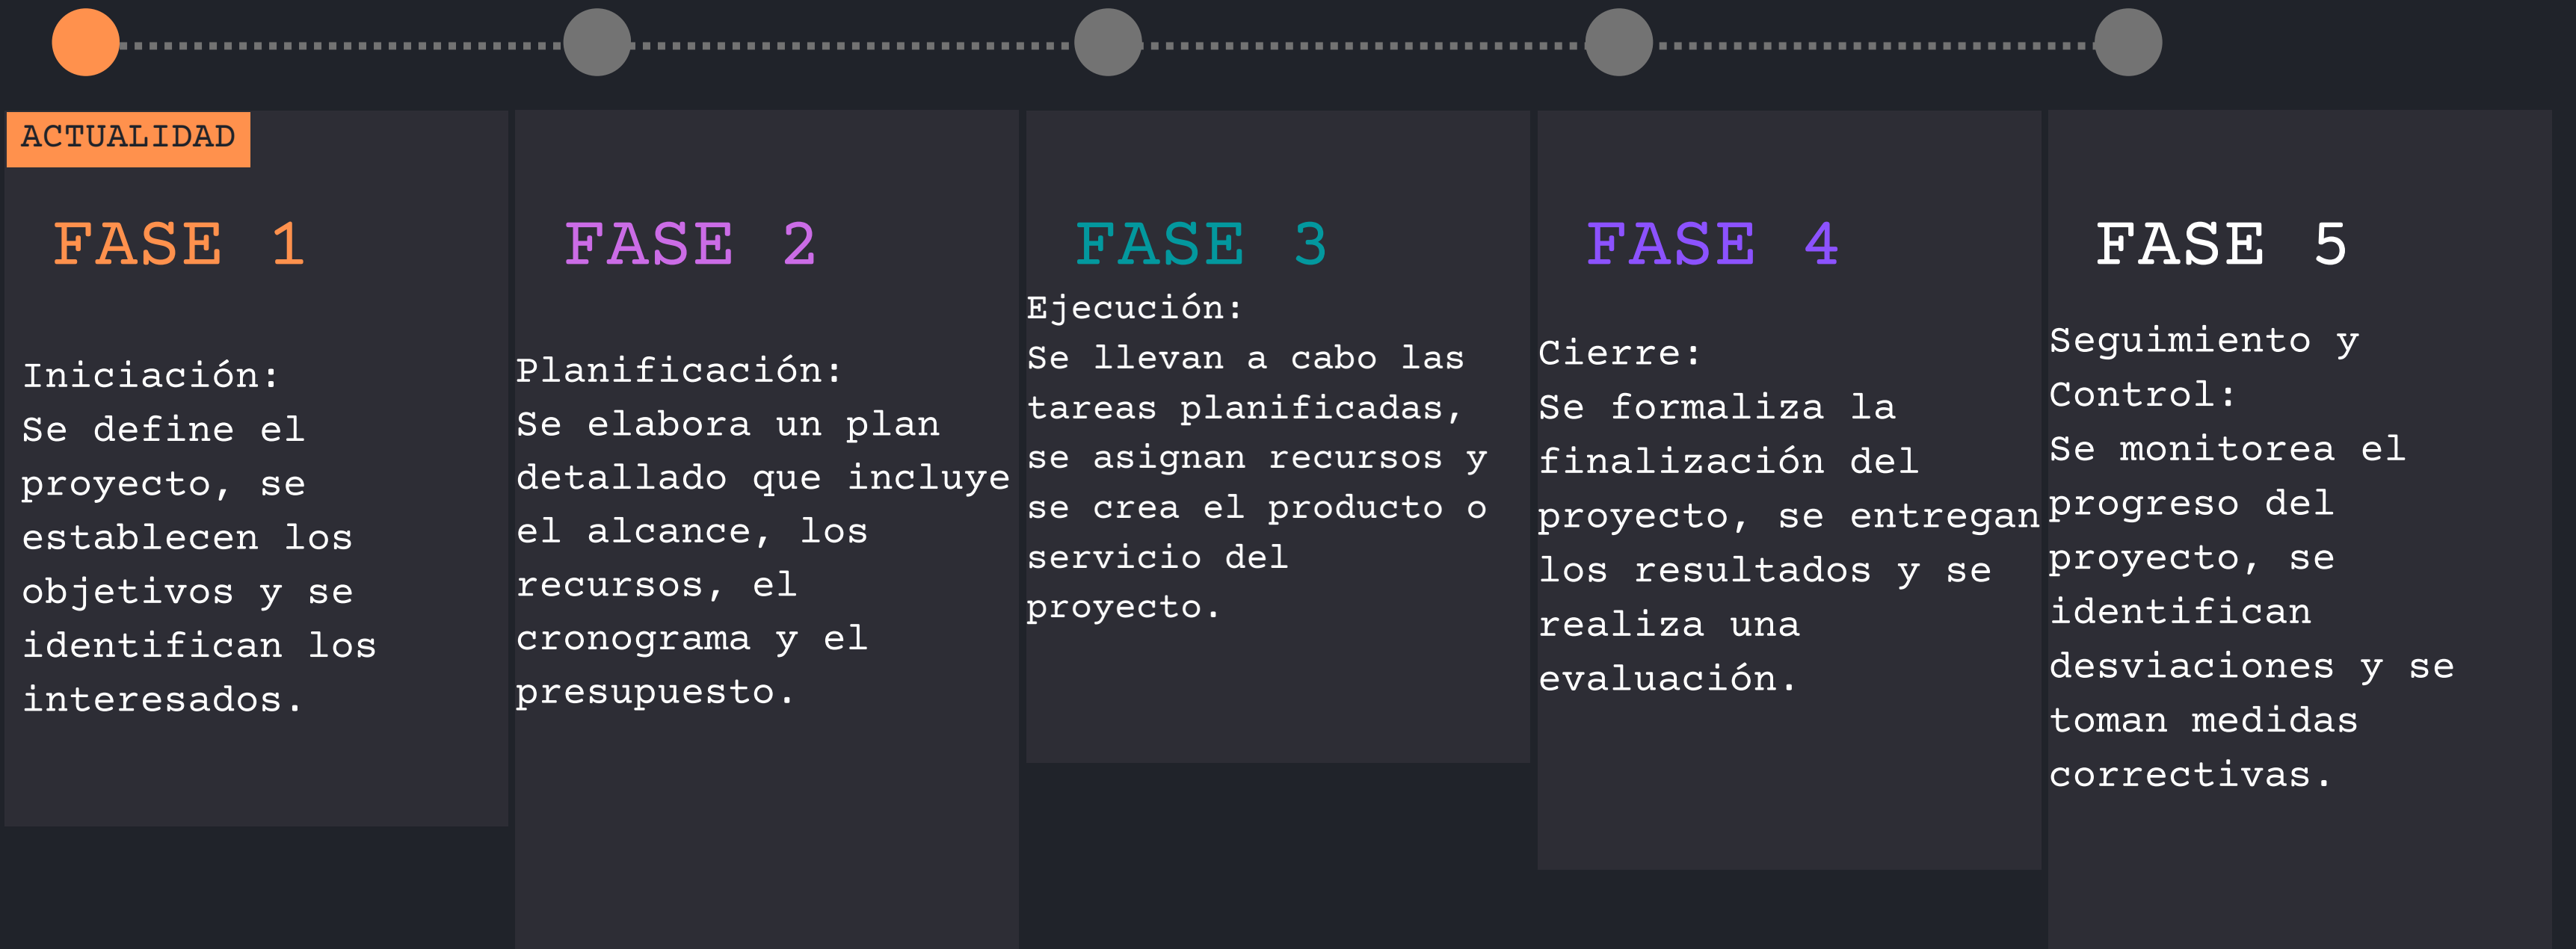 ACTUALIDAD
FASE 1
Iniciación:
Se define el
proyecto, se
establecen los
objetivos y se
identifican los
interesados.
FASE 2
Planificación:
Se elabora un plan
detallado que incluye
el alcance, los
recursos, el
cronograma y el
presupuesto.
FASE 3
Ejecución:
Se llevan a cabo las
tareas planificadas,
se asignan recursos y
se crea el producto o
servicio del
proyecto.
FASE 4
Cierre:
Se formaliza la
finalización del
proyecto, se entregan
los resultados y se
realiza una
evaluación.
FASE 5
Seguimiento y
Control:
Se monitorea el
progreso del
proyecto, se
identifican
desviaciones y se
toman medidas
correctivas.